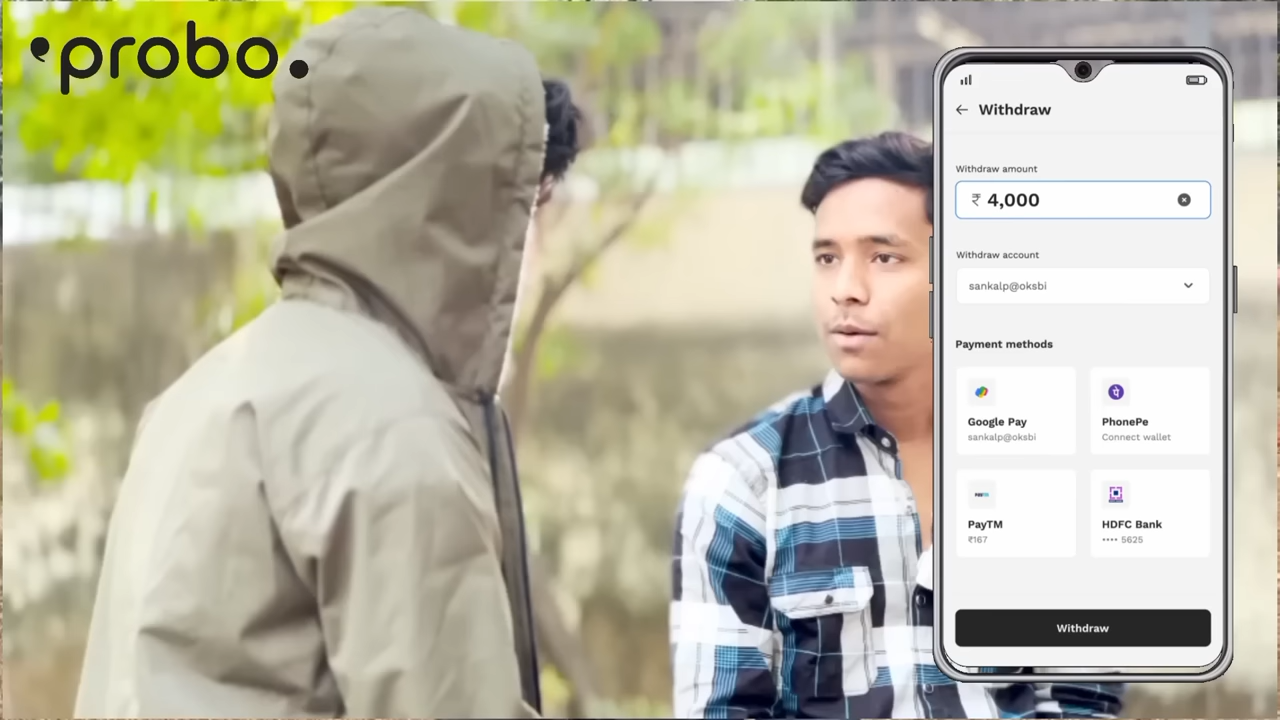 probo.
Withdraw
Withdraw amount
₹ 4,000
Withdraw account
sankalp@oksbi
Payment methods
Google Pay
sankalp@oksbi
PhonePe
Connect wallet
PayTM
₹167
HDFC Bank
•••• 5625
Withdraw